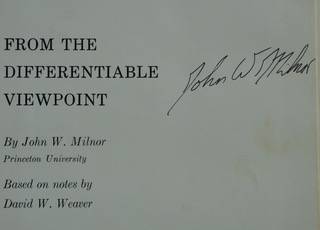 FROM THE
DIFFERENTIABLE
VIEWPOINT
John W. Milnor
By John W. Milnor
Princeton University
Based on notes by
David W. Weaver